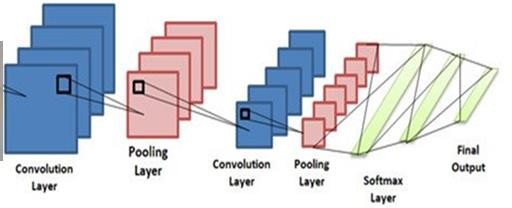 Convolution
Layer
Pooling
Layer
Convolution
Layer
Pooling
Layer
Softmax
Layer
Final
Output